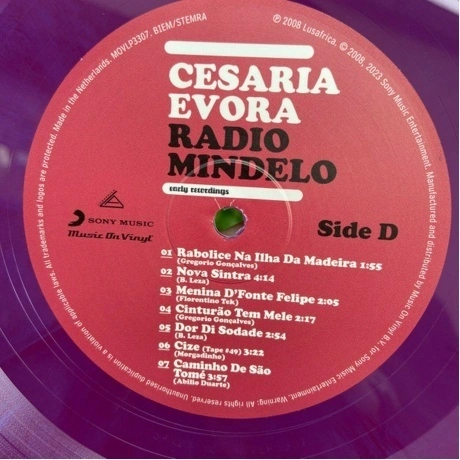 CESARIA
EVORA
RADIO
MINDELO
early recordings
SONY MUSIC
Music On Vinyl
Side D
01 Rabolice Na Ilha Da Madeira 1:55
(Gregorio Gonçalves)
02 Nova Sintra 4:14
(B. Leza)
03 Menina D'Fonte Felipe 2:05
(Florentino Tek)
04 Cinturão Tem Mele 2:17
(Gregorio Gonçalves)
05 Dor Di Sodade 2:54
(B. Leza)
06 Cize (Tape #49) 3:22
(Morgadinho)
07 Caminho De São
Tomé 3:57
(Abilio Duarte)
℗ 2008 Lusafrica. © 2008, 2023 Sony Music Entertainment. Manufactured and distributed by Music On Vinyl B.V. for Sony Music Entertainment. Warning: All rights reserved. Unauthorised duplication is a violation of applicable laws. All trademarks and logos are protected. Made in the Netherlands. MOVLP3307. BIEM/STEMRA